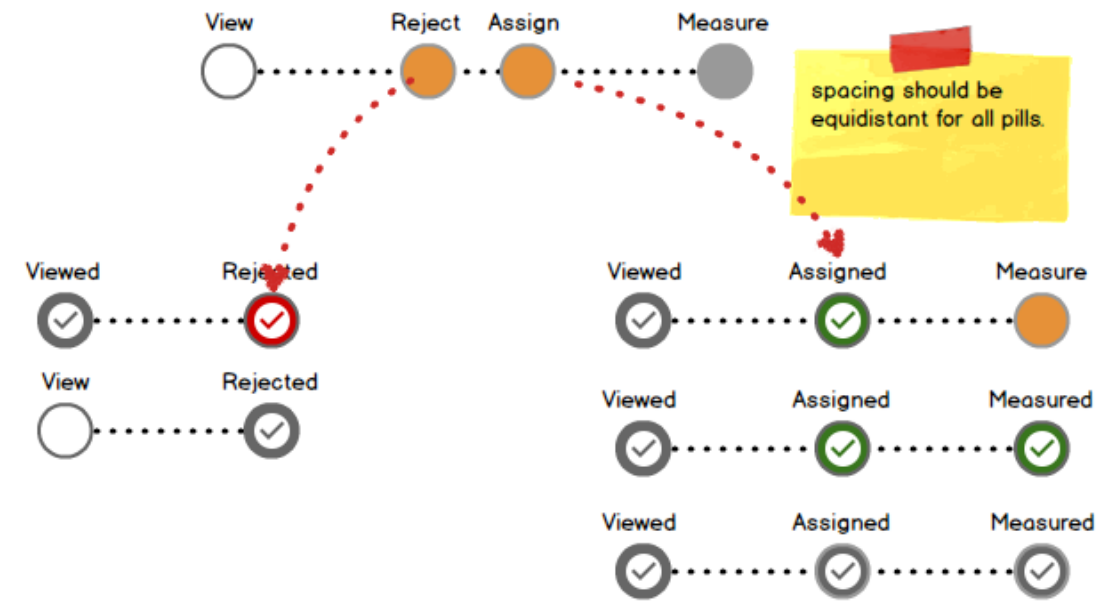 View
Reject
Assign
Measure
spacing should be
equidistant for all pills.
Viewed
Rejected
Viewed
Assigned
Measure
View
Rejected
Viewed
Assigned
Measured
Viewed
Assigned
Measured